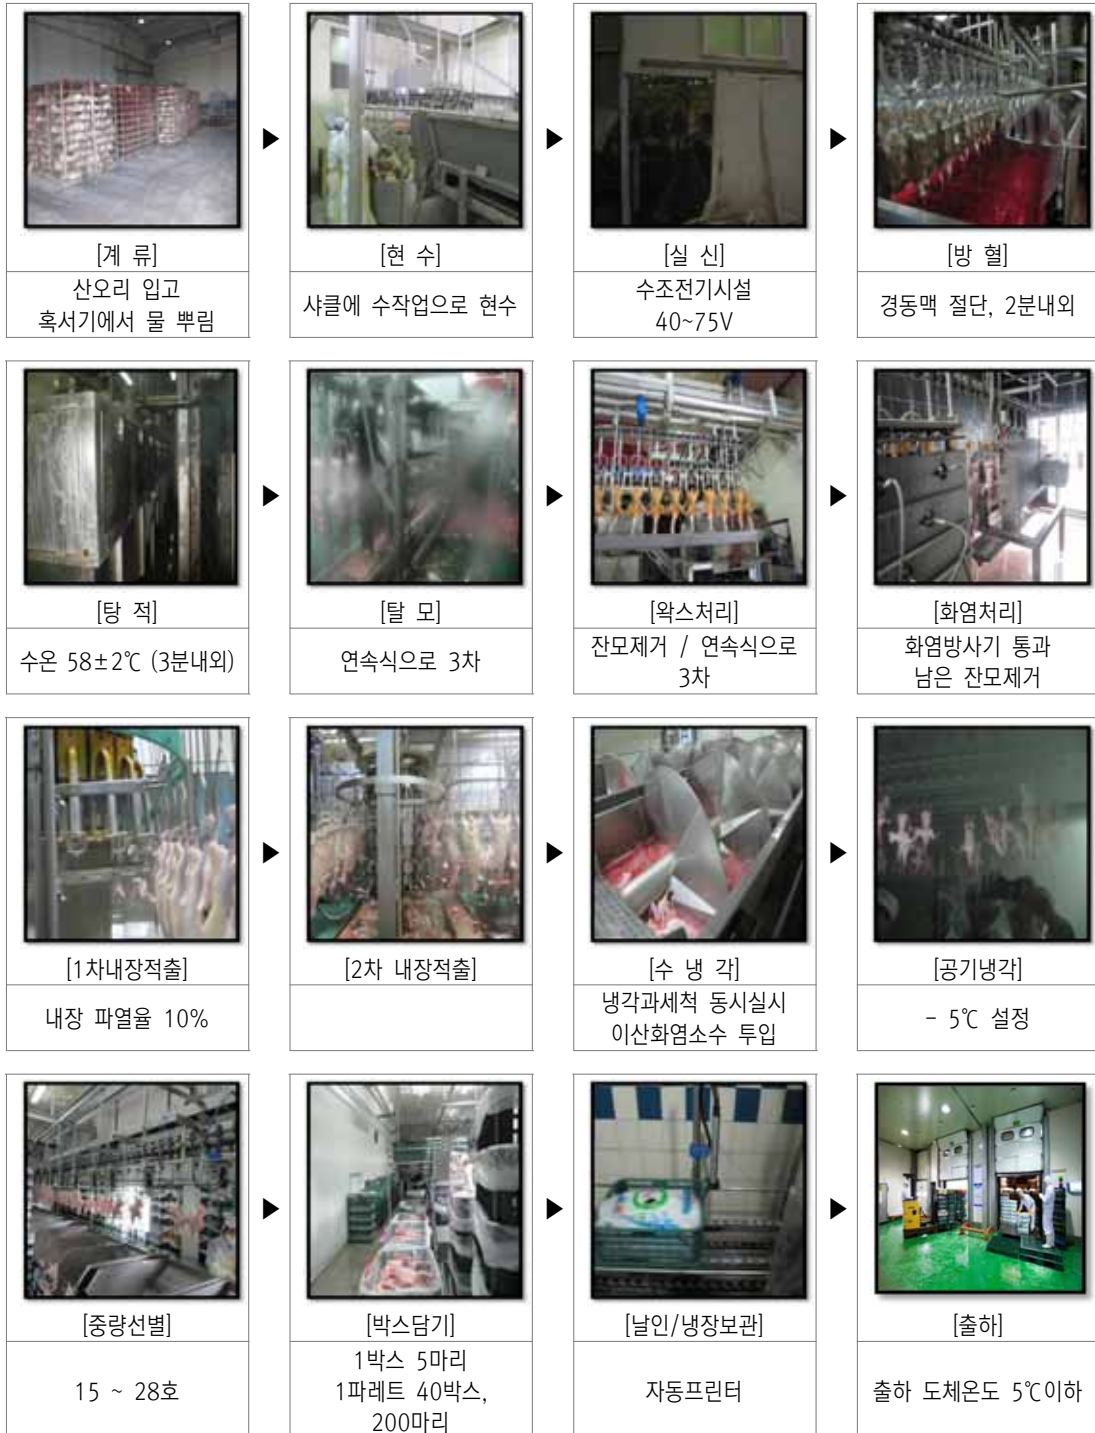 [계 류]
산오리 입고
혹서기에서 물 뿌림
[현 수]
샤클에 수작업으로 현수
[실 신]
수조전기시설
40~75V
[방 혈]
경동맥 절단, 2분내외
[탕 적]
수온 58±2℃ (3분내외)
[탈 모]
연속식으로 3차
[왁스처리]
잔모제거 / 연속식으로
3차
[화염처리]
화염방사기 통과
남은 잔모제거
[1차내장적출]
내장 파열율 10%
[2차 내장적출]
[수 냉 각]
냉각과세척 동시실시
이산화염소수 투입
[공기냉각]
- 5℃ 설정
[중량선별]
15 ~ 28호
[박스담기]
1박스 5마리
1파레트 40박스,
200마리
[날인/냉장보관]
자동프린터
[출하]
출하 도체온도 5℃이하